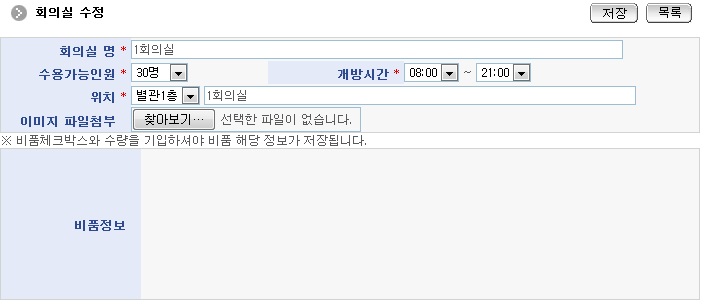 회의실 수정 저장 목록
회의실 명 * 1회의실
수용가능인원 * 30명 개방시간 * 08:00 ~ 21:00
위치 * 별관1층 1회의실
이미지 파일첨부 찾아보기… 선택한 파일이 없습니다.
※ 비품체크박스와 수량을 기입하셔야 비품 해당 정보가 저장됩니다.
비품정보